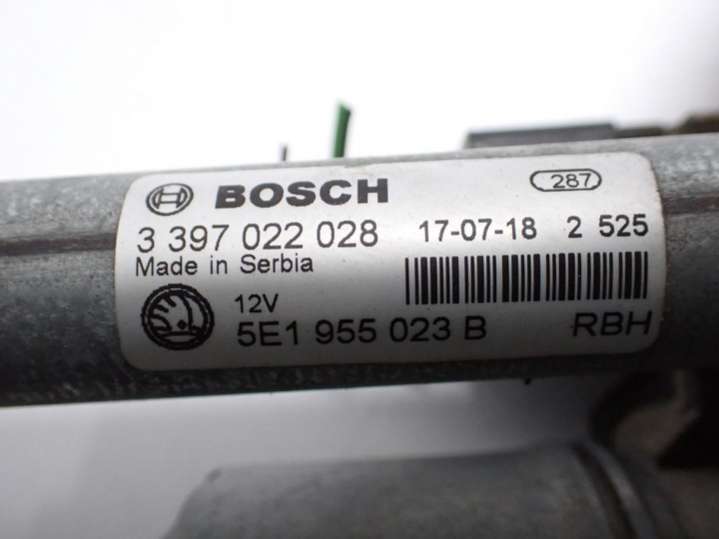 BOSCH 287
3 397 022 028 17-07-18 2 525
Made in Serbia
12V
5E1 955 023 B RBH